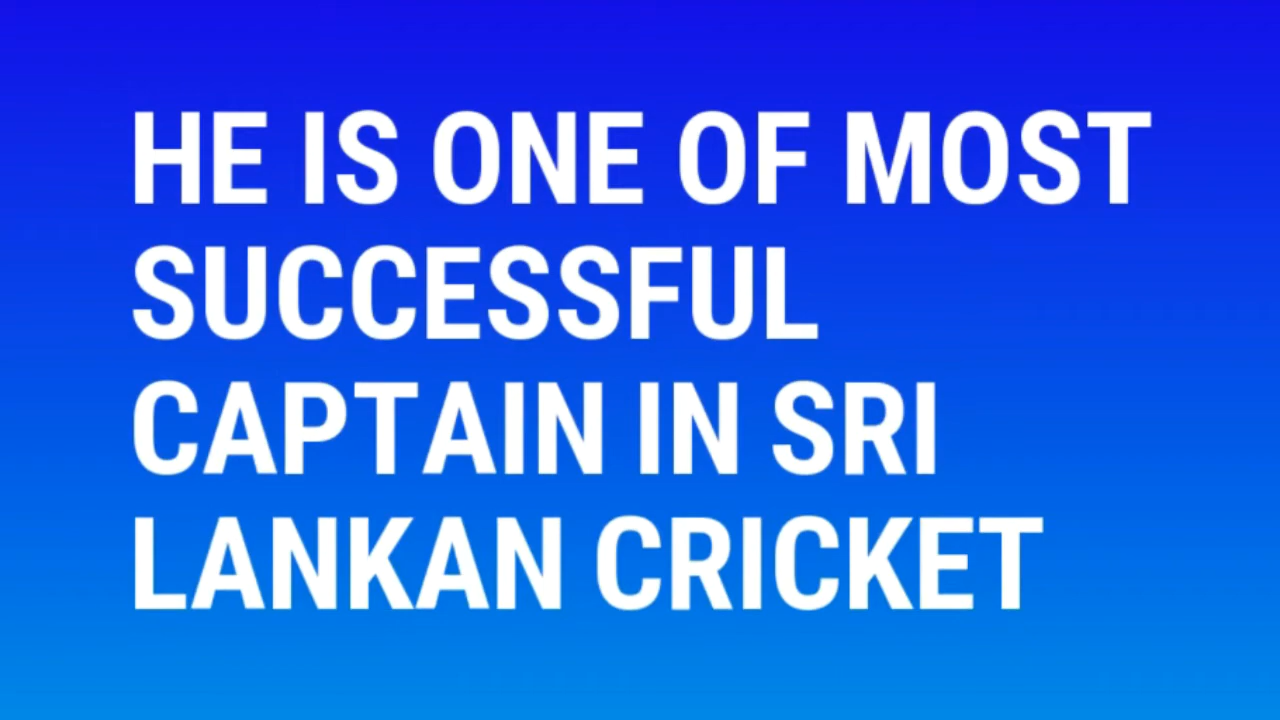 HE IS ONE OF MOST
SUCCESSFUL
CAPTAIN IN SRI
LANKAN CRICKET